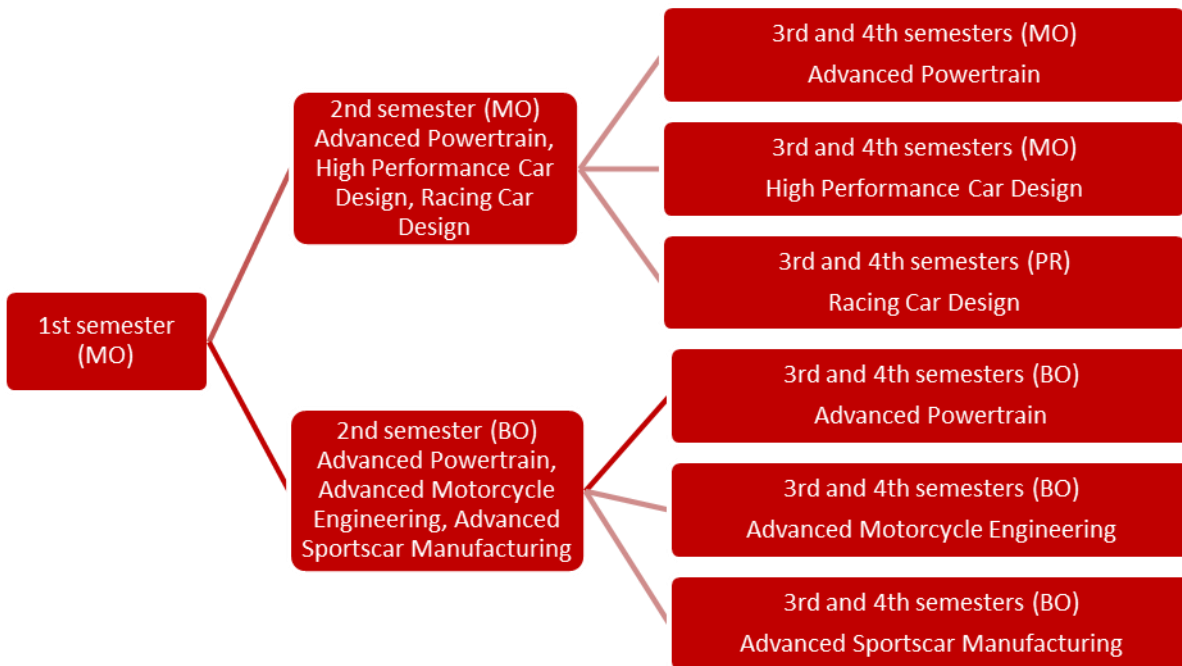 1st semester
(MO)
2nd semester (MO)
Advanced Powertrain,
High Performance Car
Design, Racing Car
Design
2nd semester (BO)
Advanced Powertrain,
Advanced Motorcycle
Engineering, Advanced
Sportscar Manufacturing
3rd and 4th semesters (MO)
Advanced Powertrain
3rd and 4th semesters (MO)
High Performance Car Design
3rd and 4th semesters (PR)
Racing Car Design
3rd and 4th semesters (BO)
Advanced Powertrain
3rd and 4th semesters (BO)
Advanced Motorcycle Engineering
3rd and 4th semesters (BO)
Advanced Sportscar Manufacturing